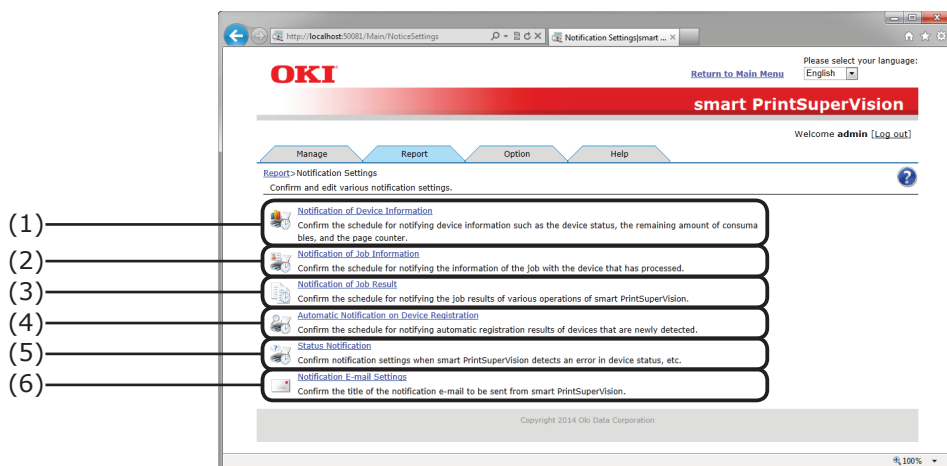 http://localhost:50081/Main/NoticeSettings
Notification Settings|smart ...
OKI
Return to Main Menu
Please select your language:
English
smart PrintSuperVision
Welcome admin [Log out]
Manage
Report
Option
Help
Report>Notification Settings
Confirm and edit various notification settings.
?
(1)
Notification of Device Information
Confirm the schedule for notifying device information such as the device status, the remaining amount of consuma
bles, and the page counter.
(2)
Notification of Job Information
Confirm the schedule for notifying the information of the job with the device that has processed.
(3)
Notification of Job Result
Confirm the schedule for notifying the job results of various operations of smart PrintSuperVision.
(4)
Automatic Notification on Device Registration
Confirm the schedule for notifying automatic registration results of devices that are newly detected.
(5)
Status Notification
Confirm notification settings when smart PrintSuperVision detects an error in device status, etc.
(6)
Notification E-mail Settings
Confirm the title of the notification e-mail to be sent from smart PrintSuperVision.
Copyright 2014 Oki Data Corporation
100%